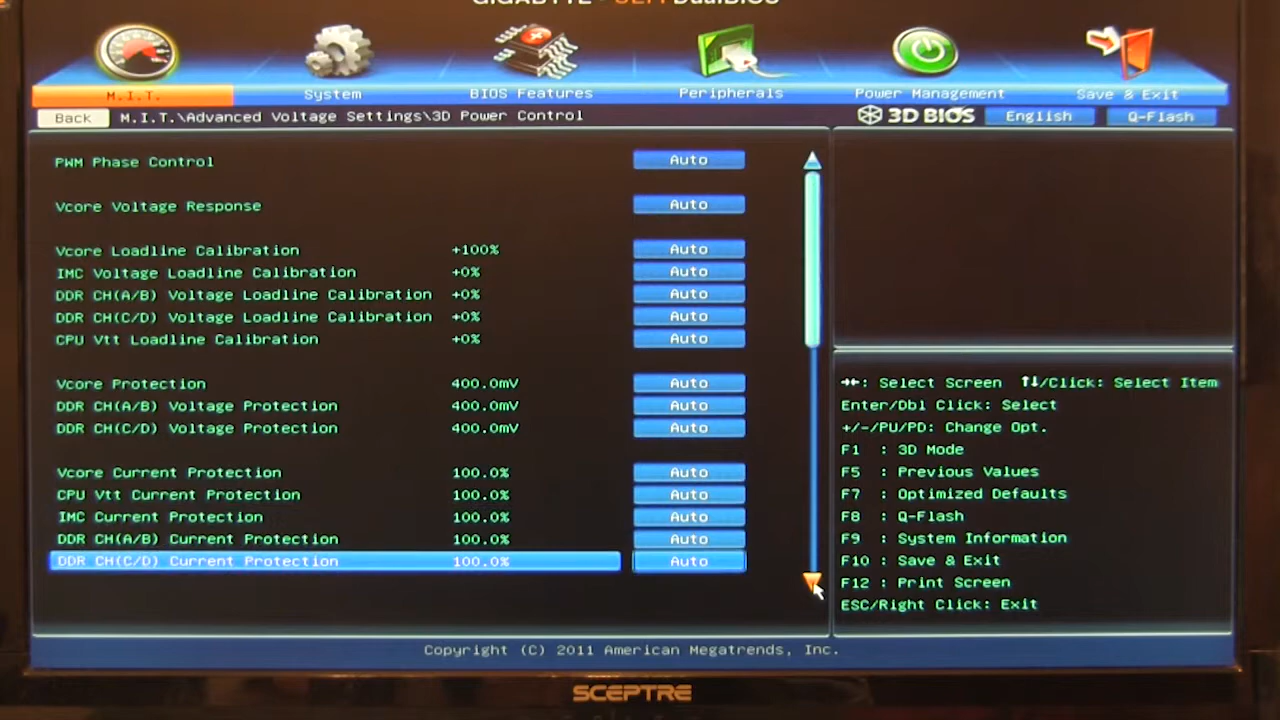 GIGABYTE - UEFI DualBIOS
M.I.T. System BIOS Features Peripherals Power Management Save & Exit
Back M.I.T.\Advanced Voltage Settings\3D Power Control 3D BIOS English Q-Flash
PWM Phase Control Auto
Vcore Voltage Response Auto
Vcore Loadline Calibration +100% Auto
IMC Voltage Loadline Calibration +0% Auto
DDR CH(A/B) Voltage Loadline Calibration +0% Auto
DDR CH(C/D) Voltage Loadline Calibration +0% Auto
CPU Vtt Loadline Calibration +0% Auto
Vcore Protection 400.0mV Auto
DDR CH(A/B) Voltage Protection 400.0mV Auto
DDR CH(C/D) Voltage Protection 400.0mV Auto
Vcore Current Protection 100.0% Auto
CPU Vtt Current Protection 100.0% Auto
IMC Current Protection 100.0% Auto
DDR CH(A/B) Current Protection 100.0% Auto
DDR CH(C/D) Current Protection 100.0% Auto
→←: Select Screen ↑↓/Click: Select Item
Enter/Dbl Click: Select
+/-/PU/PD: Change Opt.
F1 : 3D Mode
F5 : Previous Values
F7 : Optimized Defaults
F8 : Q-Flash
F9 : System Information
F10 : Save & Exit
F12 : Print Screen
ESC/Right Click: Exit
Copyright (C) 2011 American Megatrends, Inc.
SCEPTRE